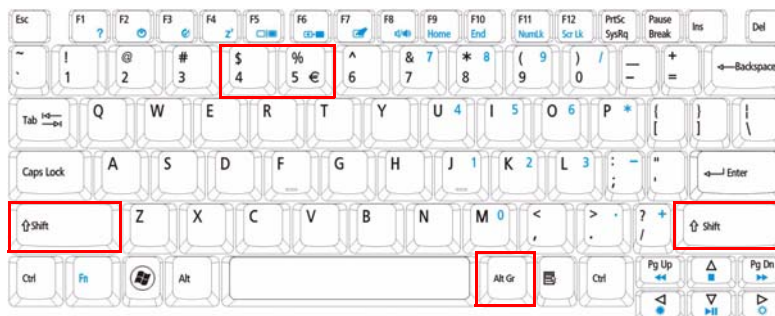 Esc F1 ? F2 F3 F4 Z F5 F6 F7 F8 F9 Home F10 End F11 NumLk F12 Scr Lk PrtSc SysRq Pause Break Ins Del
~ ` ! 1 @ 2 # 3 $ 4 % 5 € ^ 6 & 7 7 * 8 8 ( 9 9 ) 0 / _ - + = Backspace
Tab Q W E R T Y U 4 I 5 O 6 P * { [ } ] | \
Caps Lock A S D F G H J 1 K 2 L 3 : ; - " ' Enter
Shift Z X C V B N M 0 < , > . . ? / + Shift
Ctrl Fn Alt Alt Gr Ctrl Pg Up Pg Dn